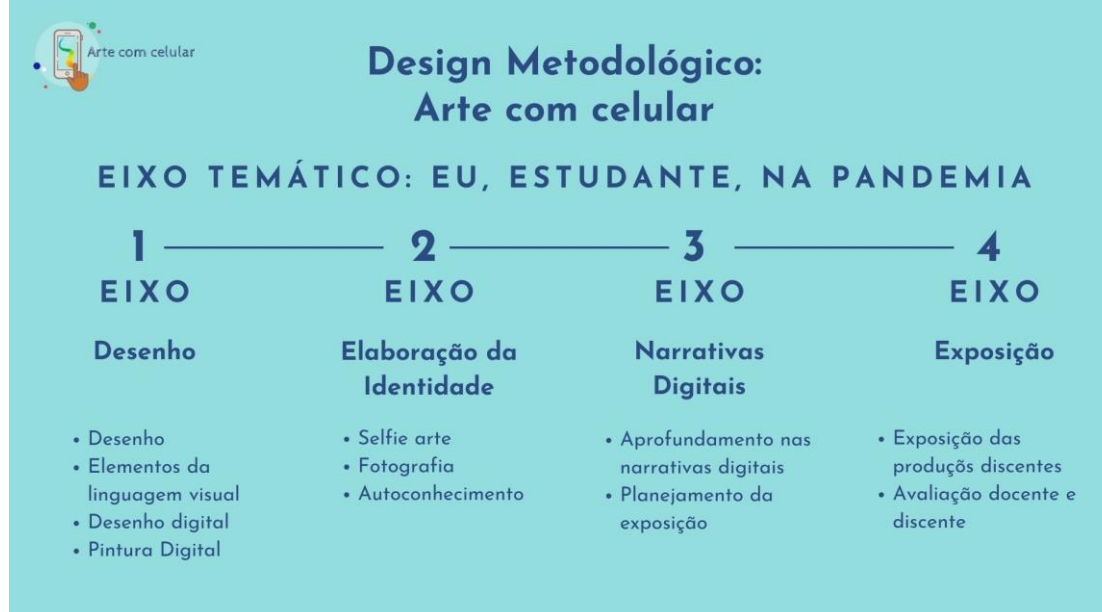 Arte com celular
Design Metodológico:
Arte com celular
EIXO TEMÁTICO: EU, ESTUDANTE, NA PANDEMIA
1
EIXO
Desenho
• Desenho
• Elementos da
linguagem visual
• Desenho digital
• Pintura Digital
2
EIXO
Elaboração da
Identidade
• Selfie arte
• Fotografia
• Autoconhecimento
3
EIXO
Narrativas
Digitais
• Aprofundamento nas
narrativas digitais
• Planejamento da
exposição
4
EIXO
Exposição
• Exposição das
produçõs discentes
• Avaliação docente e
discente